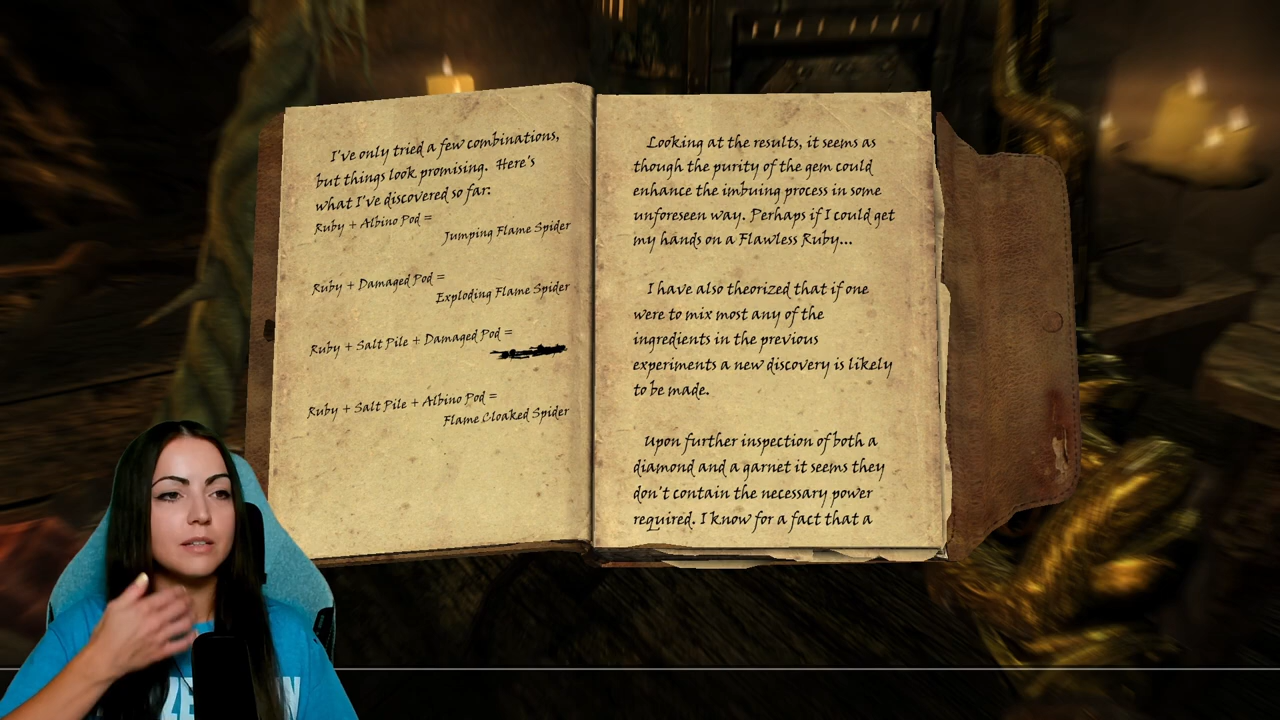 I've only tried a few combinations,
but things look promising. Here's
what I've discovered so far:
Ruby + Albino Pod =
Jumping Flame Spider
Ruby + Damaged Pod =
Exploding Flame Spider
Ruby + Salt Pile + Damaged Pod =
Ruby + Salt Pile + Albino Pod =
Flame Cloaked Spider
Looking at the results, it seems as
though the purity of the gem could
enhance the imbuing process in some
unforeseen way. Perhaps if I could get
my hands on a Flawless Ruby...
I have also theorized that if one
were to mix most any of the
ingredients in the previous
experiments a new discovery is likely
to be made.
Upon further inspection of both a
diamond and a garnet it seems they
don't contain the necessary power
required. I know for a fact that a